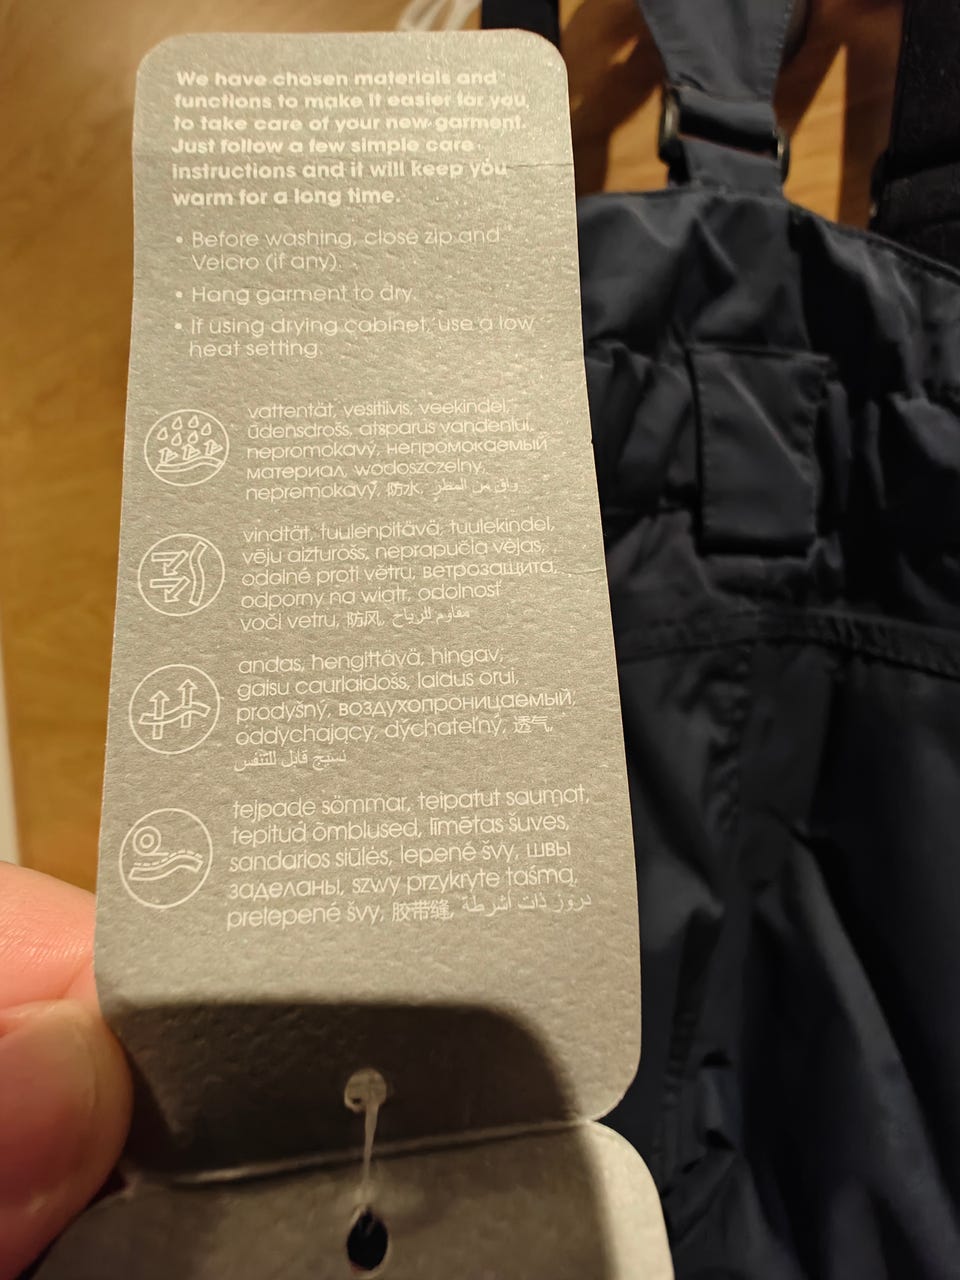 We have chosen materials and
functions to make it easier for you
to take care of your new garment.
Just follow a few simple care
instructions and it will keep you
warm for a long time.
• Before washing, close zip and
Velcro (if any).
• Hang garment to dry.
• If using drying cabinet, use a low
heat setting.
vattentät, vesitiivis, veekindel,
ūdensdrošs, atsparus vandeniui,
nepromokavý, непромокаемый
материал, wodoszczelny,
nepremokavý, 防水, واق من المطر
vindtät, tuulenpitävä, tuulekindel,
vēju aizturošs, neprapučia vėjas,
odolné proti větru, ветрозащита,
odporny na wiatr, odolnosť
voči vetru, 防风, مقاوم للرياح
andas, hengittävä, hingav,
gaisu caurlaidošs, laidus orui,
prodyšný, воздухопроницаемый,
oddychający, dýchateľný, 透气,
نسيج قابل للتنفس
tejpade sömmar, teipatut saumat,
teipitud õmblused, līmētas šuves,
sandarios siūlės, lepené švy, швы
заделаны, szwy przykryte taśmą,
prelepené švy, 胶带缝, دروز ذات أشرطة